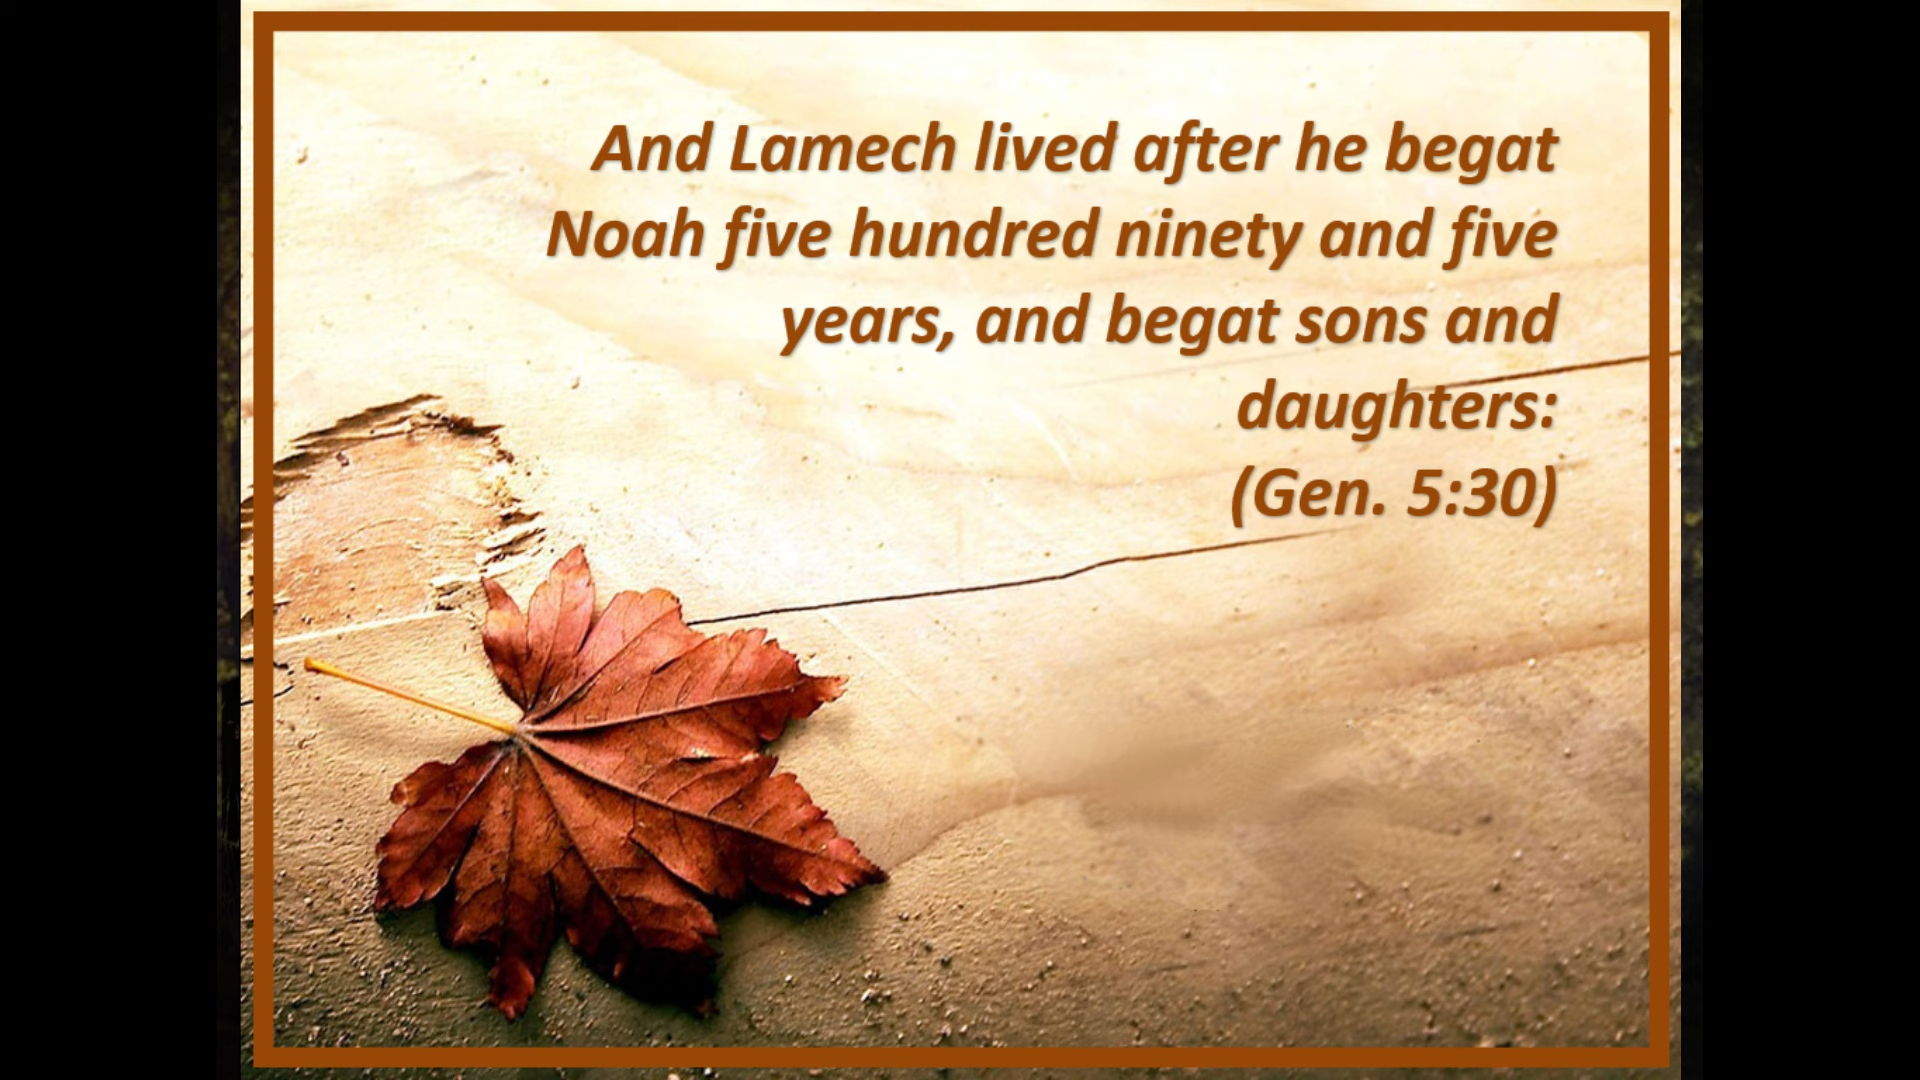 And Lamech lived after he begat
Noah five hundred ninety and five
years, and begat sons and
daughters:
(Gen. 5:30)